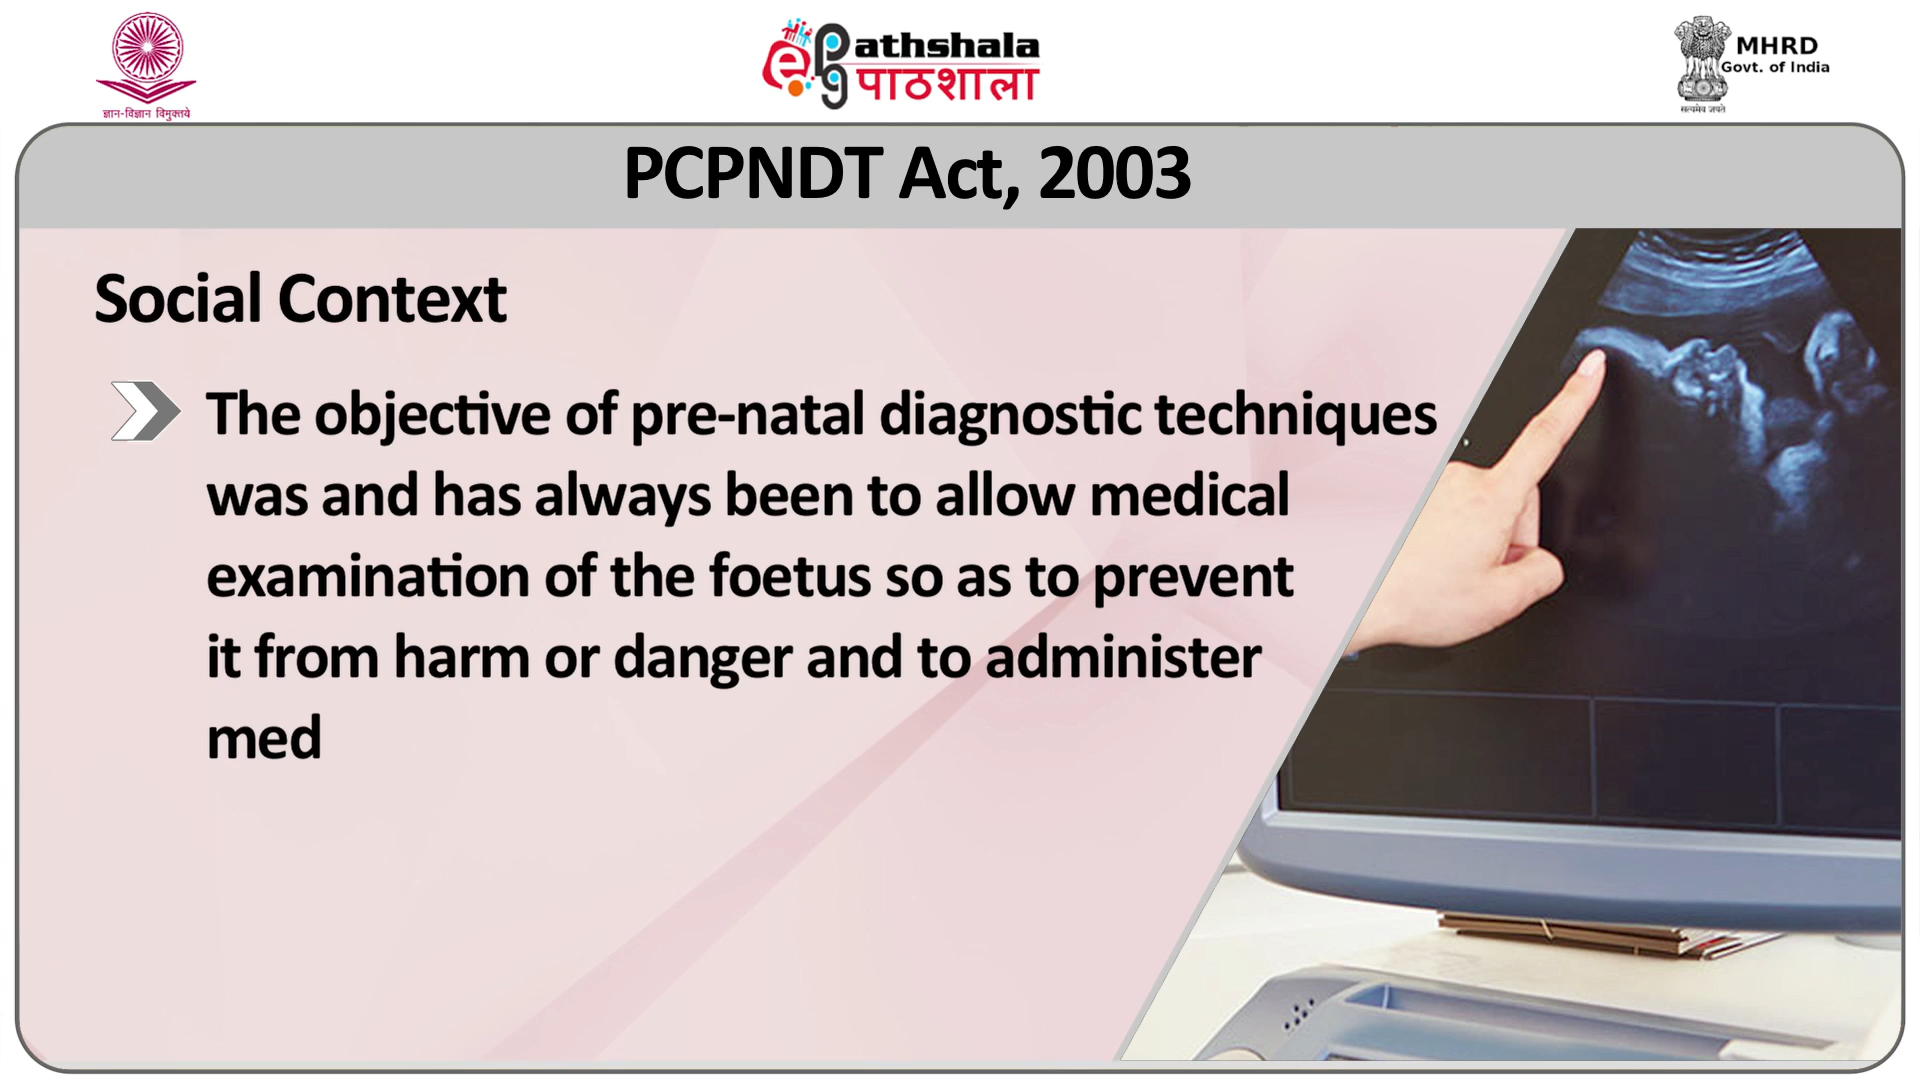 ज्ञान-विज्ञान विमुक्तये
ePGathshala
पाठशाला
MHRD
Govt. of India
सत्यमेव जयते
PCPNDT Act, 2003
Social Context
The objective of pre-natal diagnostic techniques
was and has always been to allow medical
examination of the foetus so as to prevent
it from harm or danger and to administer
med